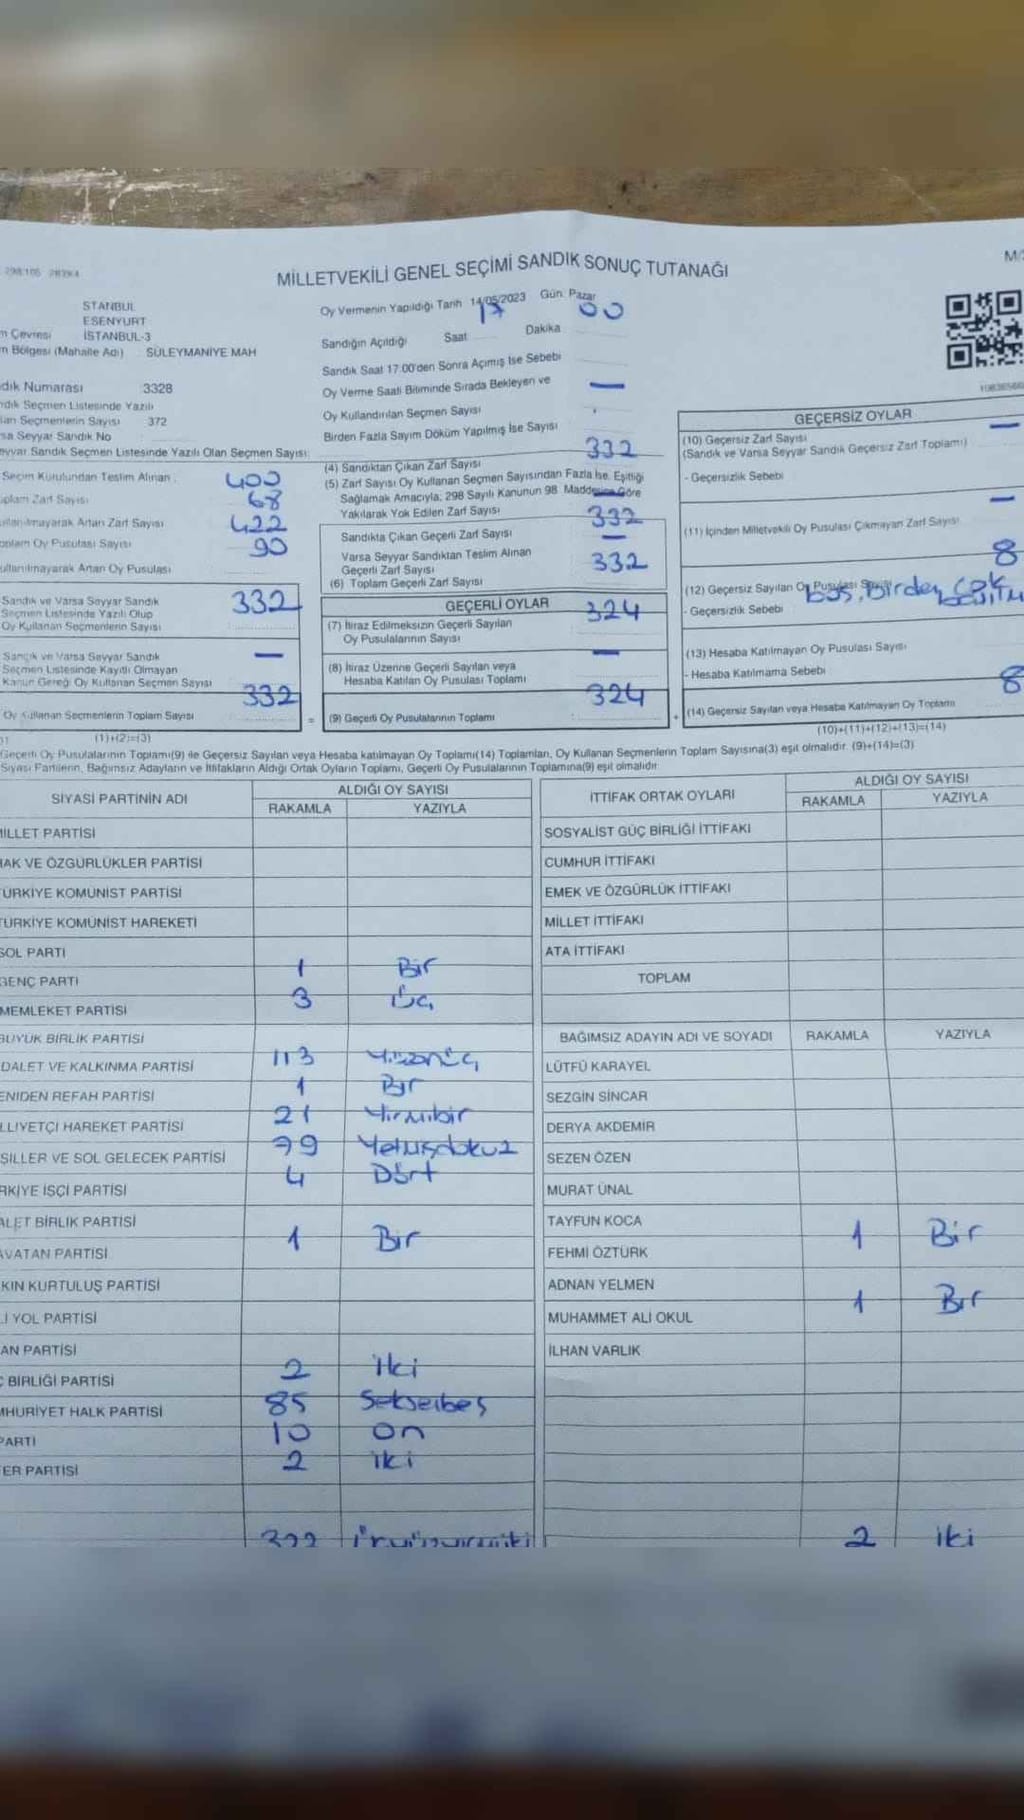 298/105
M/
MİLLETVEKİLİ GENEL SEÇİMİ SANDIK SONUÇ TUTANAĞI
STANBUL
ESENYURT
m Çevresi İSTANBUL-3
n Bölgesi (Mahalle Adı) SÜLEYMANİYE MAH
dık Numarası 3328
ndık Seçmen Listesinde Yazılı
lan Seçmenlerin Sayısı 372
sa Seyyar Sandık No
eyyar Sandık Seçmen Listesinde Yazılı Olan Seçmen Sayısı
Seçim Kurulundan Teslim Alınan 400
oplam Zarf Sayısı
ullanılmayarak Artan Zarf Sayısı 68
oplam Oy Pusulası Sayısı 422
ullanılmayarak Artan Oy Pusulası 90
Sandık ve Varsa Seyyar Sandık
Seçmen Listesinde Yazılı Olup
Oy Kullanan Seçmenlerin Sayısı 332
Sandık ve Varsa Seyyar Sandık
Seçmen Listesinde Kayıtlı Olmayan
Kanun Gereği Oy Kullanan Seçmen Sayısı —
Oy Kullanan Seçmenlerin Toplam Sayısı 332
(1)+(2)=(3)
Oy Vermenin Yapıldığı Tarih 14/05/2023 Gün: Pazar
Sandığın Açıldığı Saat 17 Dakika 00
Sandık Saat 17:00'den Sonra Açılmış İse Sebebi
Oy Verme Saati Bitiminde Sırada Bekleyen ve
Oy Kullandırılan Seçmen Sayısı —
Birden Fazla Sayım Döküm Yapılmış İse Sayısı
(4) Sandıktan Çıkan Zarf Sayısı 332
(5) Zarf Sayısı Oy Kullanan Seçmen Sayısından Fazla İse, Eşitliği
Sağlamak Amacıyla; 298 Sayılı Kanunun 98. Maddesine Göre
Yakılarak Yok Edilen Zarf Sayısı —
Sandıkta Çıkan Geçerli Zarf Sayısı 332
Varsa Seyyar Sandıktan Teslim Alınan
Geçerli Zarf Sayısı —
(6) Toplam Geçerli Zarf Sayısı 332
GEÇERLİ OYLAR
(7) İtiraz Edilmeksizin Geçerli Sayılan
Oy Pusulalarının Sayısı 324
(8) İtiraz Üzerine Geçerli Sayılan veya
Hesaba Katılan Oy Pusulası Toplamı —
= (9) Geçerli Oy Pusulalarının Toplamı 324
GEÇERSİZ OYLAR
(10) Geçersiz Zarf Sayısı
(Sandık ve Varsa Seyyar Sandık Geçersiz Zarf Toplamı) —
- Geçersizlik Sebebi
(11) İçinden Milletvekili Oy Pusulası Çıkmayan Zarf Sayısı —
(12) Geçersiz Sayılan Oy Pusulası Sayısı 8
- Geçersizlik Sebebi Boş, Birden Çok
(13) Hesaba Katılmayan Oy Pusulası Sayısı
- Hesaba Katılmama Sebebi
+ (14) Geçersiz Sayılan veya Hesaba Katılmayan Oy Toplamı 8
(10)+(11)+(12)+(13)=(14)
Geçerli Oy Pusulalarının Toplamı(9) ile Geçersiz Sayılan veya Hesaba katılmayan Oy Toplamı(14) Toplamları, Oy Kullanan Seçmenlerin Toplam Sayısına(3) eşit olmalıdır. (9)+(14)=(3)
Siyasi Partilerin, Bağımsız Adayların ve İttifakların Aldığı Ortak Oyların Toplamı, Geçerli Oy Pusulalarının Toplamına(9) eşit olmalıdır
SİYASİ PARTİNİN ADI
ALDIĞI OY SAYISI
RAKAMLA YAZIYLA
MİLLET PARTİSİ
HAK VE ÖZGÜRLÜKLER PARTİSİ
TÜRKİYE KOMÜNİST PARTİSİ
TÜRKİYE KOMÜNİST HAREKETİ
SOL PARTİ
GENÇ PARTİ 1 Bir
MEMLEKET PARTİSİ 3 Üç
BÜYÜK BİRLİK PARTİSİ
DALET VE KALKINMA PARTİSİ 113
ENİDEN REFAH PARTİSİ 1 Bir
LLİYETÇİ HAREKET PARTİSİ 21 Yirmibir
ŞİLLER VE SOL GELECEK PARTİSİ 79 Yetmişdokuz
RKİYE İŞÇİ PARTİSİ 4 Dört
ALET BİRLİK PARTİSİ
AVATAN PARTİSİ 1 Bir
KIN KURTULUŞ PARTİSİ
Lİ YOL PARTİSİ
AN PARTİSİ
Ç BİRLİĞİ PARTİSİ 2 iki
MHURİYET HALK PARTİSİ 85 Seksenbeş
PARTİ 10 On
ER PARTİSİ 2 iki
322 Üçyüzyirmiiki
İTTİFAK ORTAK OYLARI
ALDIĞI OY SAYISI
RAKAMLA YAZIYLA
SOSYALİST GÜÇ BİRLİĞİ İTTİFAKI
CUMHUR İTTİFAKI
EMEK VE ÖZGÜRLÜK İTTİFAKI
MİLLET İTTİFAKI
ATA İTTİFAKI
TOPLAM
BAĞIMSIZ ADAYIN ADI VE SOYADI RAKAMLA YAZIYLA
LÜTFÜ KARAYEL
SEZGİN SİNCAR
DERYA AKDEMİR
SEZEN ÖZEN
MURAT ÜNAL
TAYFUN KOCA
FEHMİ ÖZTÜRK 1 Bir
ADNAN YELMEN
MUHAMMET ALİ OKUL 1 Bir
İLHAN VARLIK
2 iki